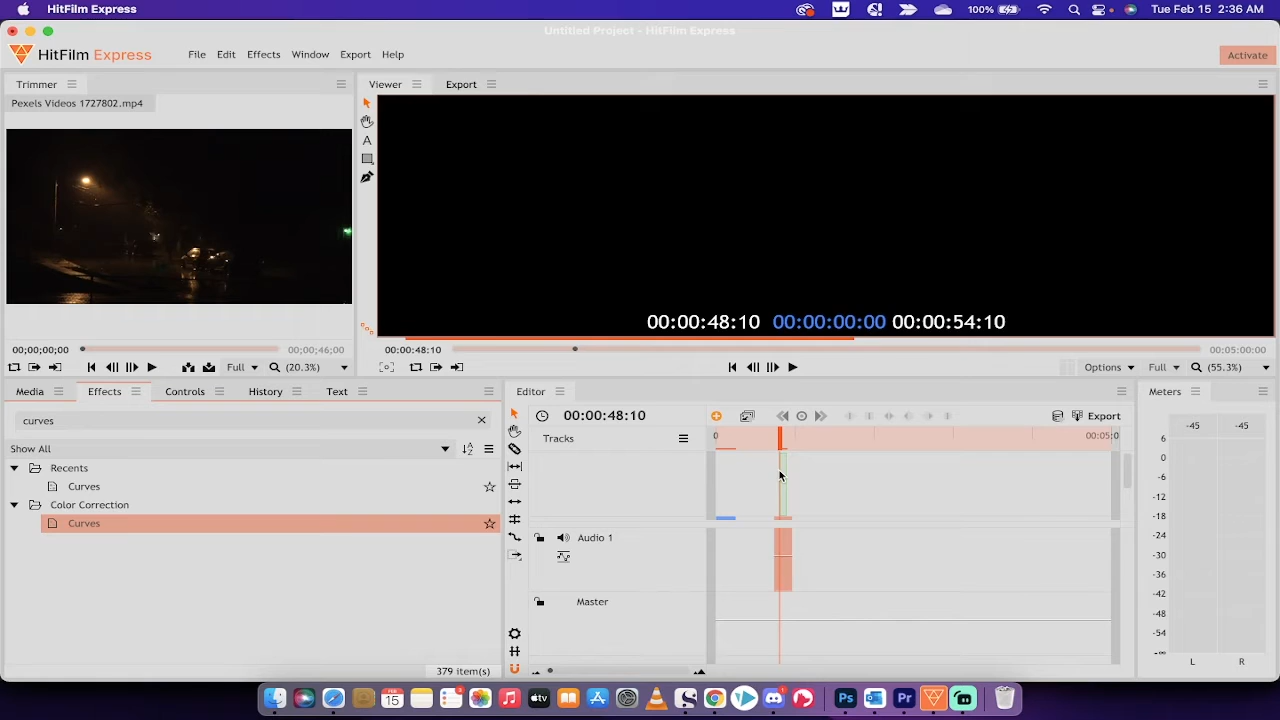 HitFilm Express
100%
Tue Feb 15 2:36 AM
Untitled Project - HitFilm Express
HitFilm Express
File Edit Effects Window Export Help
Activate
Trimmer
Viewer
Export
Pexels Videos 1727802.mp4
A
00:00:48:10 00:00:00:00 00:00:54:10
00;00;00;00
00;00;46;00
00:00:48:10
00:05:00:00
Full
(20.3%)
Options
Full
(55.3%)
Media
Effects
Controls
History
Text
Editor
Meters
curves
00:00:48:10
Export
-45 -45
Show All
Tracks
0
00:05:0
Recents
Curves
Color Correction
Curves
Audio 1
Master
6
0
-6
-12
-18
-24
-30
-36
-42
-48
-54
L R
379 item(s)
FEB
15
tv
Ps
Pr